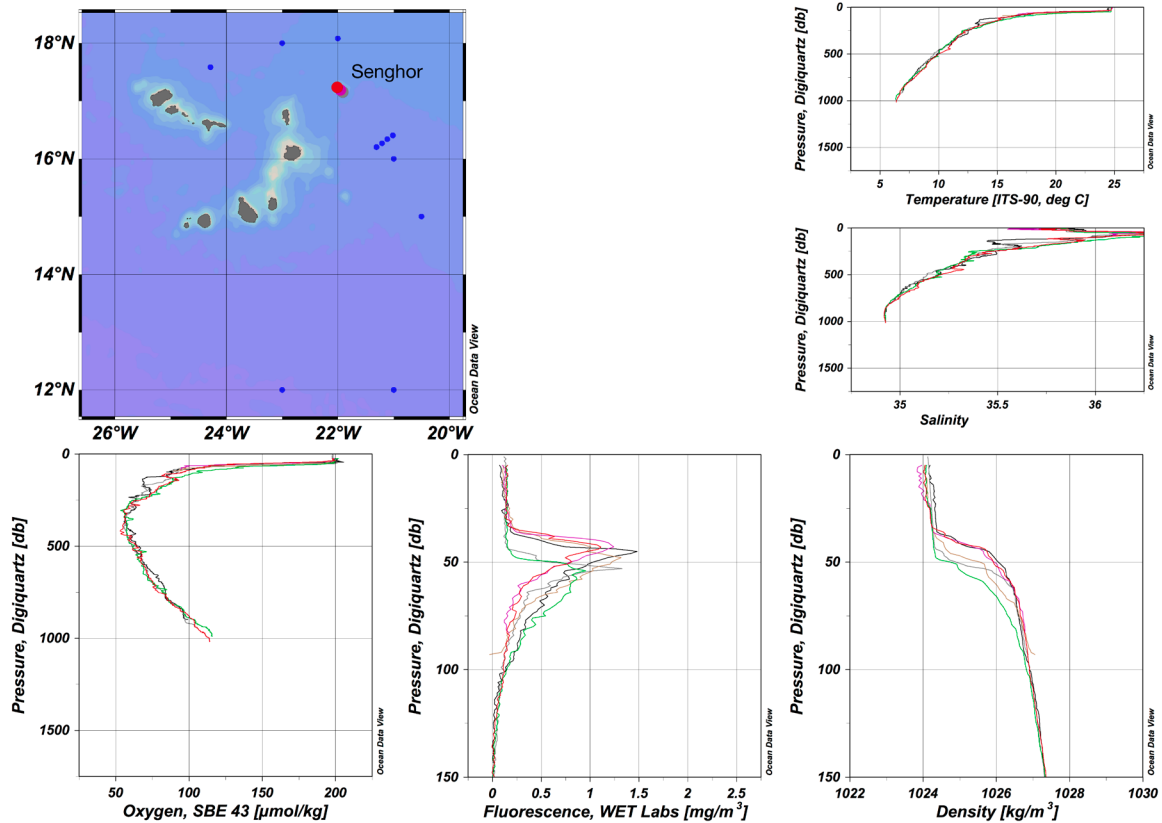 18°N
16°N
14°N
12°N
26°W
24°W
22°W
20°W
Senghor
Ocean Data View
Pressure, Digiquartz [db]
0
500
1000
1500
5
10
15
20
25
Temperature [ITS-90, deg C]
Ocean Data View
Pressure, Digiquartz [db]
0
500
1000
1500
35
35.5
36
Salinity
Ocean Data View
Pressure, Digiquartz [db]
0
500
1000
1500
50
100
150
200
Oxygen, SBE 43 [µmol/kg]
Ocean Data View
Pressure, Digiquartz [db]
0
50
100
150
0
0.5
1
1.5
2
2.5
Fluorescence, WET Labs [mg/m³]
Ocean Data View
Pressure, Digiquartz [db]
0
50
100
150
1022
1024
1026
1028
1030
Density [kg/m³]
Ocean Data View